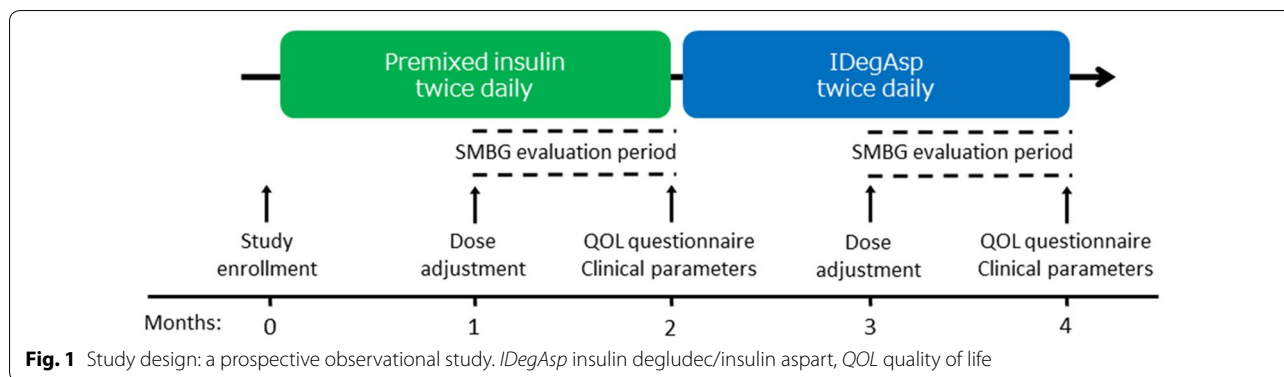 Premixed insulin
twice daily
IDegAsp
twice daily
SMBG evaluation period
SMBG evaluation period
Study
enrollment
Dose
adjustment
QOL questionnaire
Clinical parameters
Dose
adjustment
QOL questionnaire
Clinical parameters
Months: 0 1 2 3 4
Fig. 1 Study design: a prospective observational study. IDegAsp insulin degludec/insulin aspart, QOL quality of life